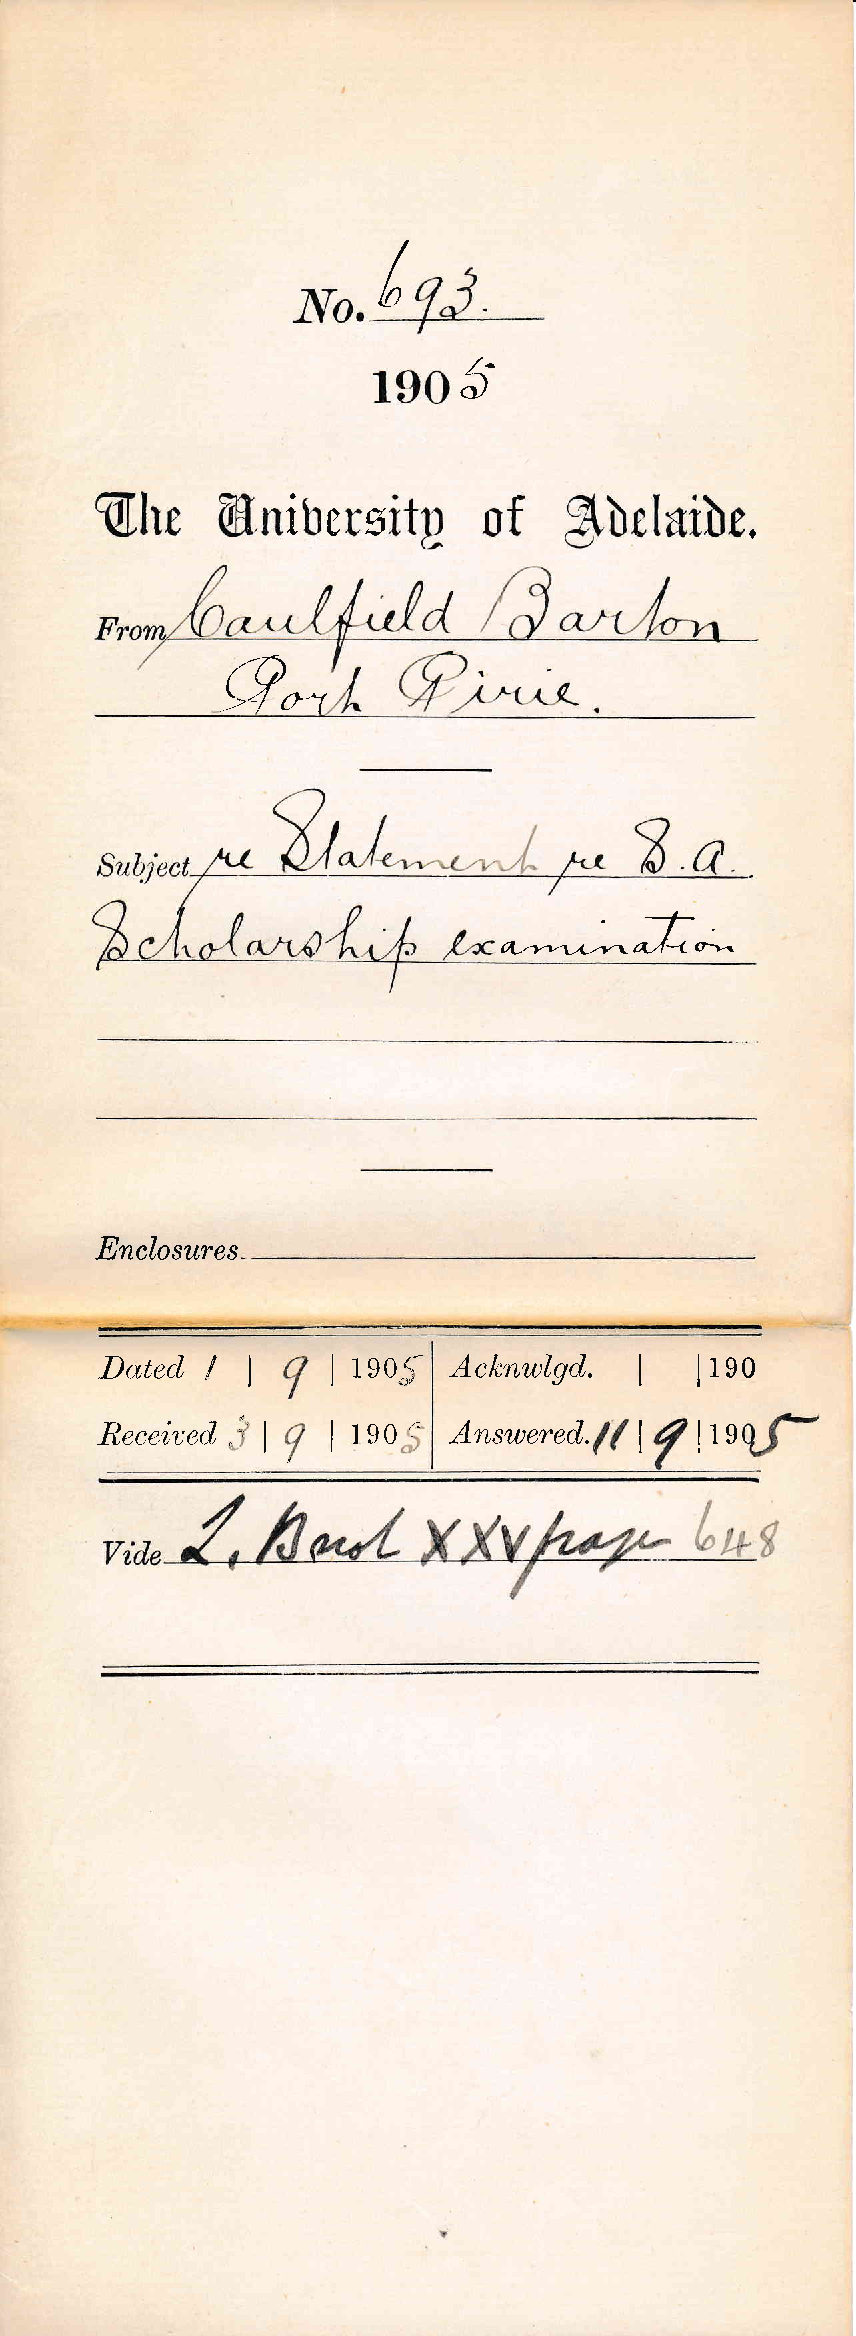 No. 693.
1905
The University of Adelaide.
From Caulfield Barton
Port Pirie.
Subject re Statement re S.A.
Scholarship examination
Enclosures
Dated 1 | 9 | 1905 Acknwlgd. | | 190
Received 3 | 9 | 1905 Answered. 11 | 9 | 1905
Vide L. Book XXV page 648